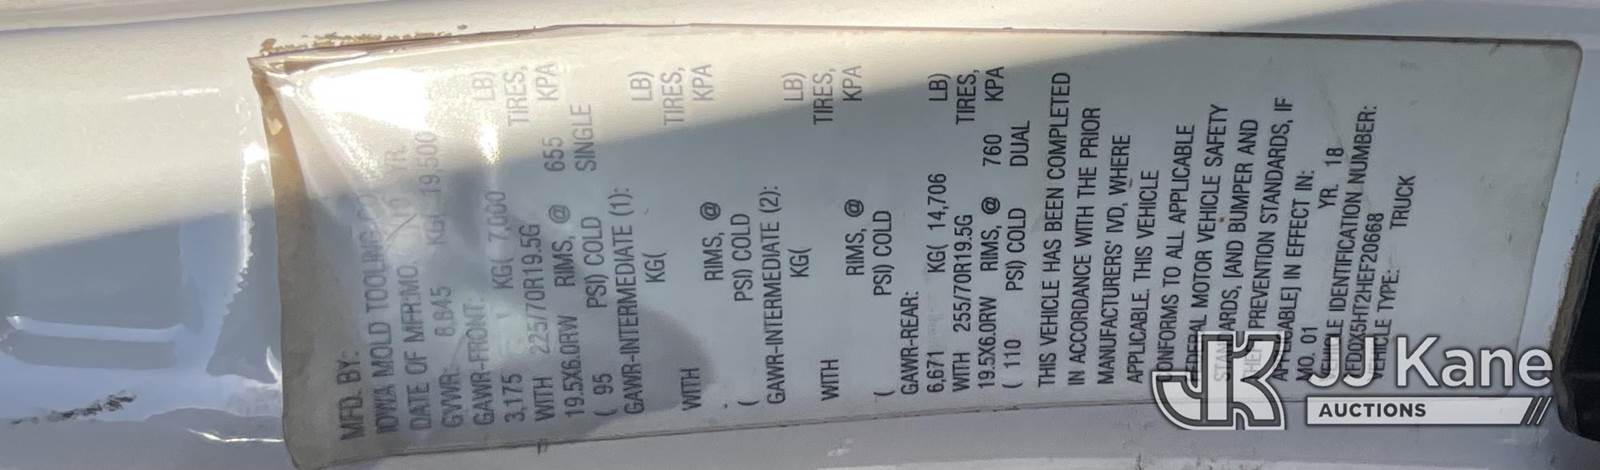 MFD. BY:
IOWA MOLD TOOLING CO
DATE OF MFR:MO. YR.
GVWR: 8,845 KG( 19,500
GAWR-FRONT: LB)
3,175 KG( 7,000 TIRES,
WITH 225/70R19.5G KPA
19.5X6.0RW RIMS, @ 655 SINGLE
( 95 PSI) COLD
GAWR-INTERMEDIATE (1): LB)
KG( TIRES,
WITH KPA
RIMS, @
( PSI) COLD
GAWR-INTERMEDIATE (2): LB)
KG( TIRES,
WITH KPA
RIMS, @
( PSI) COLD
GAWR-REAR:
6,671 KG( 14,706 LB)
WITH 255/70R19.5G TIRES,
19.5X6.0RW RIMS, @ 760 KPA
( 110 PSI) COLD DUAL
THIS VEHICLE HAS BEEN COMPLETED
IN ACCORDANCE WITH THE PRIOR
MANUFACTURERS' IVD, WHERE
APPLICABLE. THIS VEHICLE
CONFORMS TO ALL APPLICABLE
FEDERAL MOTOR VEHICLE SAFETY
STANDARDS, [AND BUMPER AND
THEFT PREVENTION STANDARDS, IF
APPLICABLE] IN EFFECT IN:
MO. 01 YR. 18
VEHICLE IDENTIFICATION NUMBER:
1FDOX5HT2HEF20668
VEHICLE TYPE: TRUCK
JJ Kane
AUCTIONS